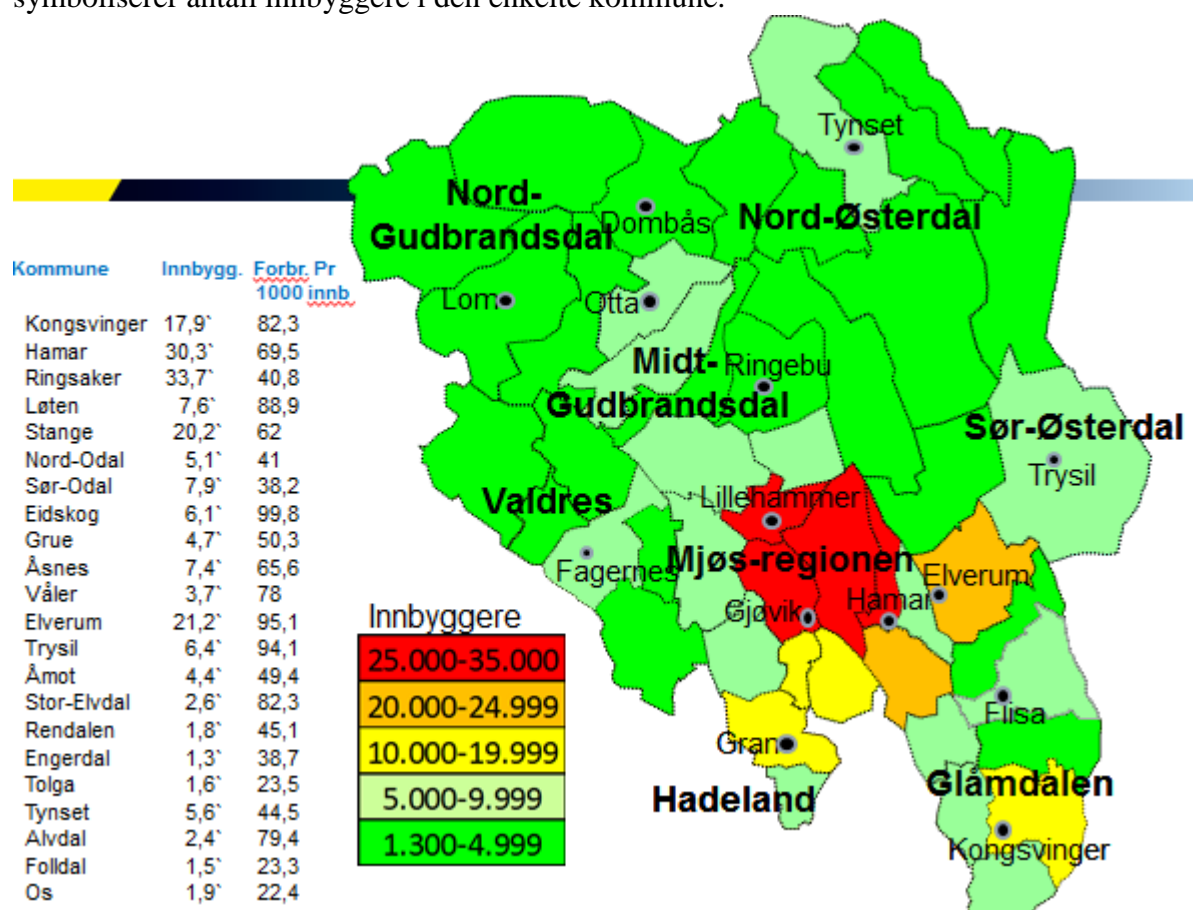 symboliserer antall innbyggere i den enkelte kommune.
Kommune Innbygg. Forbr. Pr
1000 innb
Kongsvinger 17,9` 82,3
Hamar 30,3` 69,5
Ringsaker 33,7` 40,8
Løten 7,6` 88,9
Stange 20,2` 62
Nord-Odal 5,1` 41
Sør-Odal 7,9` 38,2
Eidskog 6,1` 99,8
Grue 4,7` 50,3
Åsnes 7,4` 65,6
Våler 3,7` 78
Elverum 21,2` 95,1
Trysil 6,4` 94,1
Åmot 4,4` 49,4
Stor-Elvdal 2,6` 82,3
Rendalen 1,8` 45,1
Engerdal 1,3` 38,7
Tolga 1,6` 23,5
Tynset 5,6` 44,5
Alvdal 2,4` 79,4
Folldal 1,5` 23,3
Os 1,9` 22,4
Tynset
Nord-
Gudbrandsdal
Dombås
Nord-Østerdal
Lom
Otta
Midt-
Gudbrandsdal
Ringebu
Sør-Østerdal
Trysil
Valdres
Lillehammer
Fagernes
Mjøs-regionen
Elverum
Gjøvik
Hamar
Flisa
Gran
Hadeland
Glåmdalen
Kongsvinger
Innbyggere
25.000-35.000
20.000-24.999
10.000-19.999
5.000-9.999
1.300-4.999